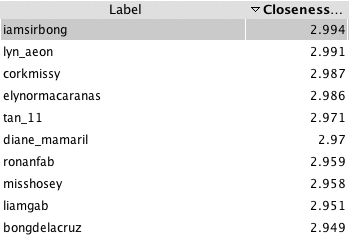 Label ▽ Closeness...
iamsirbong 2.994
lyn_aeon 2.991
corkmissy 2.987
elynormacaranas 2.986
tan_11 2.971
diane_mamaril 2.97
ronanfab 2.959
misshosey 2.958
liamgab 2.951
bongdelacruz 2.949